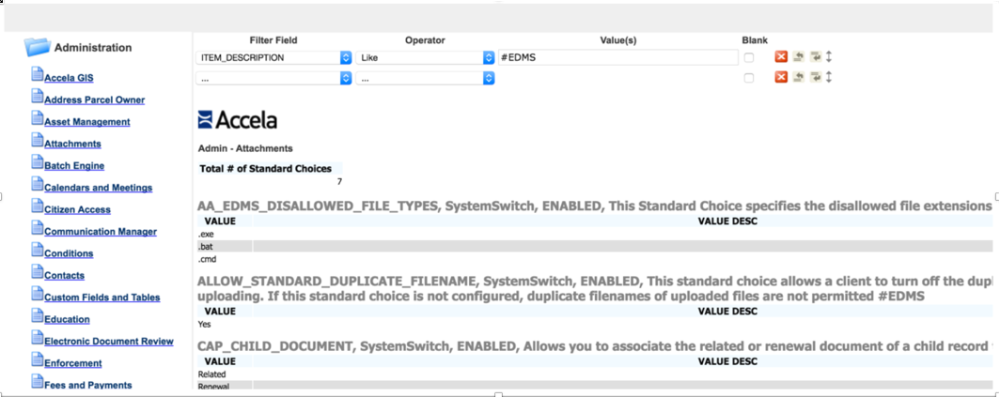 Administration
Accela GIS
Address Parcel Owner
Asset Management
Attachments
Batch Engine
Calendars and Meetings
Citizen Access
Communication Manager
Conditions
Contacts
Custom Fields and Tables
Education
Electronic Document Review
Enforcement
Fees and Payments
Filter Field Operator Value(s) Blank
ITEM_DESCRIPTION Like #EDMS
... ...
Accela
Admin - Attachments
Total # of Standard Choices
7
AA_EDMS_DISALLOWED_FILE_TYPES, SystemSwitch, ENABLED, This Standard Choice specifies the disallowed file extensions
VALUE VALUE DESC
.exe
.bat
.cmd
ALLOW_STANDARD_DUPLICATE_FILENAME, SystemSwitch, ENABLED, This standard choice allows a client to turn off the dupl
uploading. If this standard choice is not configured, duplicate filenames of uploaded files are not permitted #EDMS
VALUE VALUE DESC
Yes
CAP_CHILD_DOCUMENT, SystemSwitch, ENABLED, Allows you to associate the related or renewal document of a child record
VALUE VALUE DESC
Related
Renewal